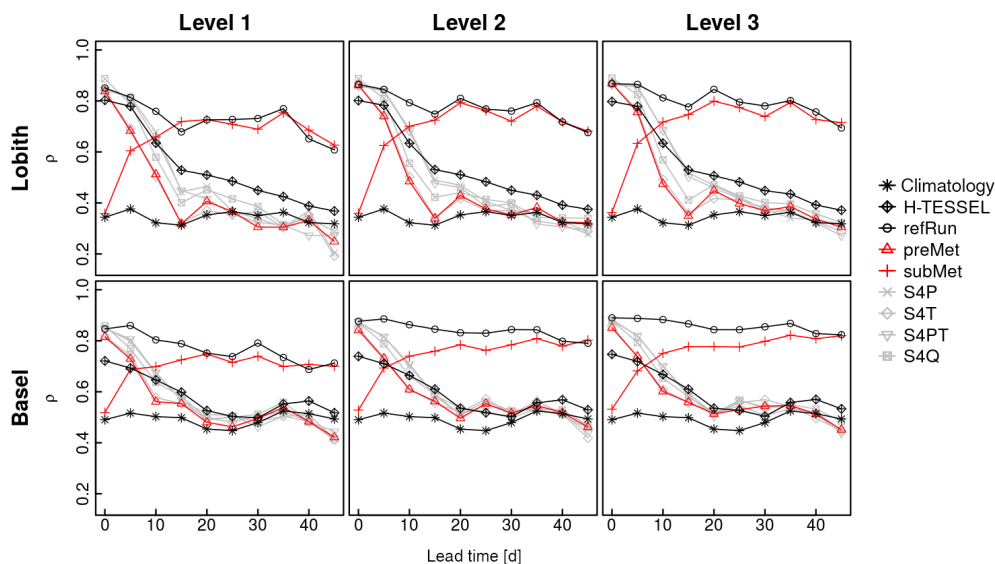 Level 1 Level 2 Level 3
Lobith
ρ
1.0
0.8
0.6
0.4
0.2
Basel
ρ
1.0
0.8
0.6
0.4
0.2
0 10 20 30 40 0 10 20 30 40 0 10 20 30 40
Lead time [d]
Climatology
H-TESSEL
refRun
preMet
subMet
S4P
S4T
S4PT
S4Q